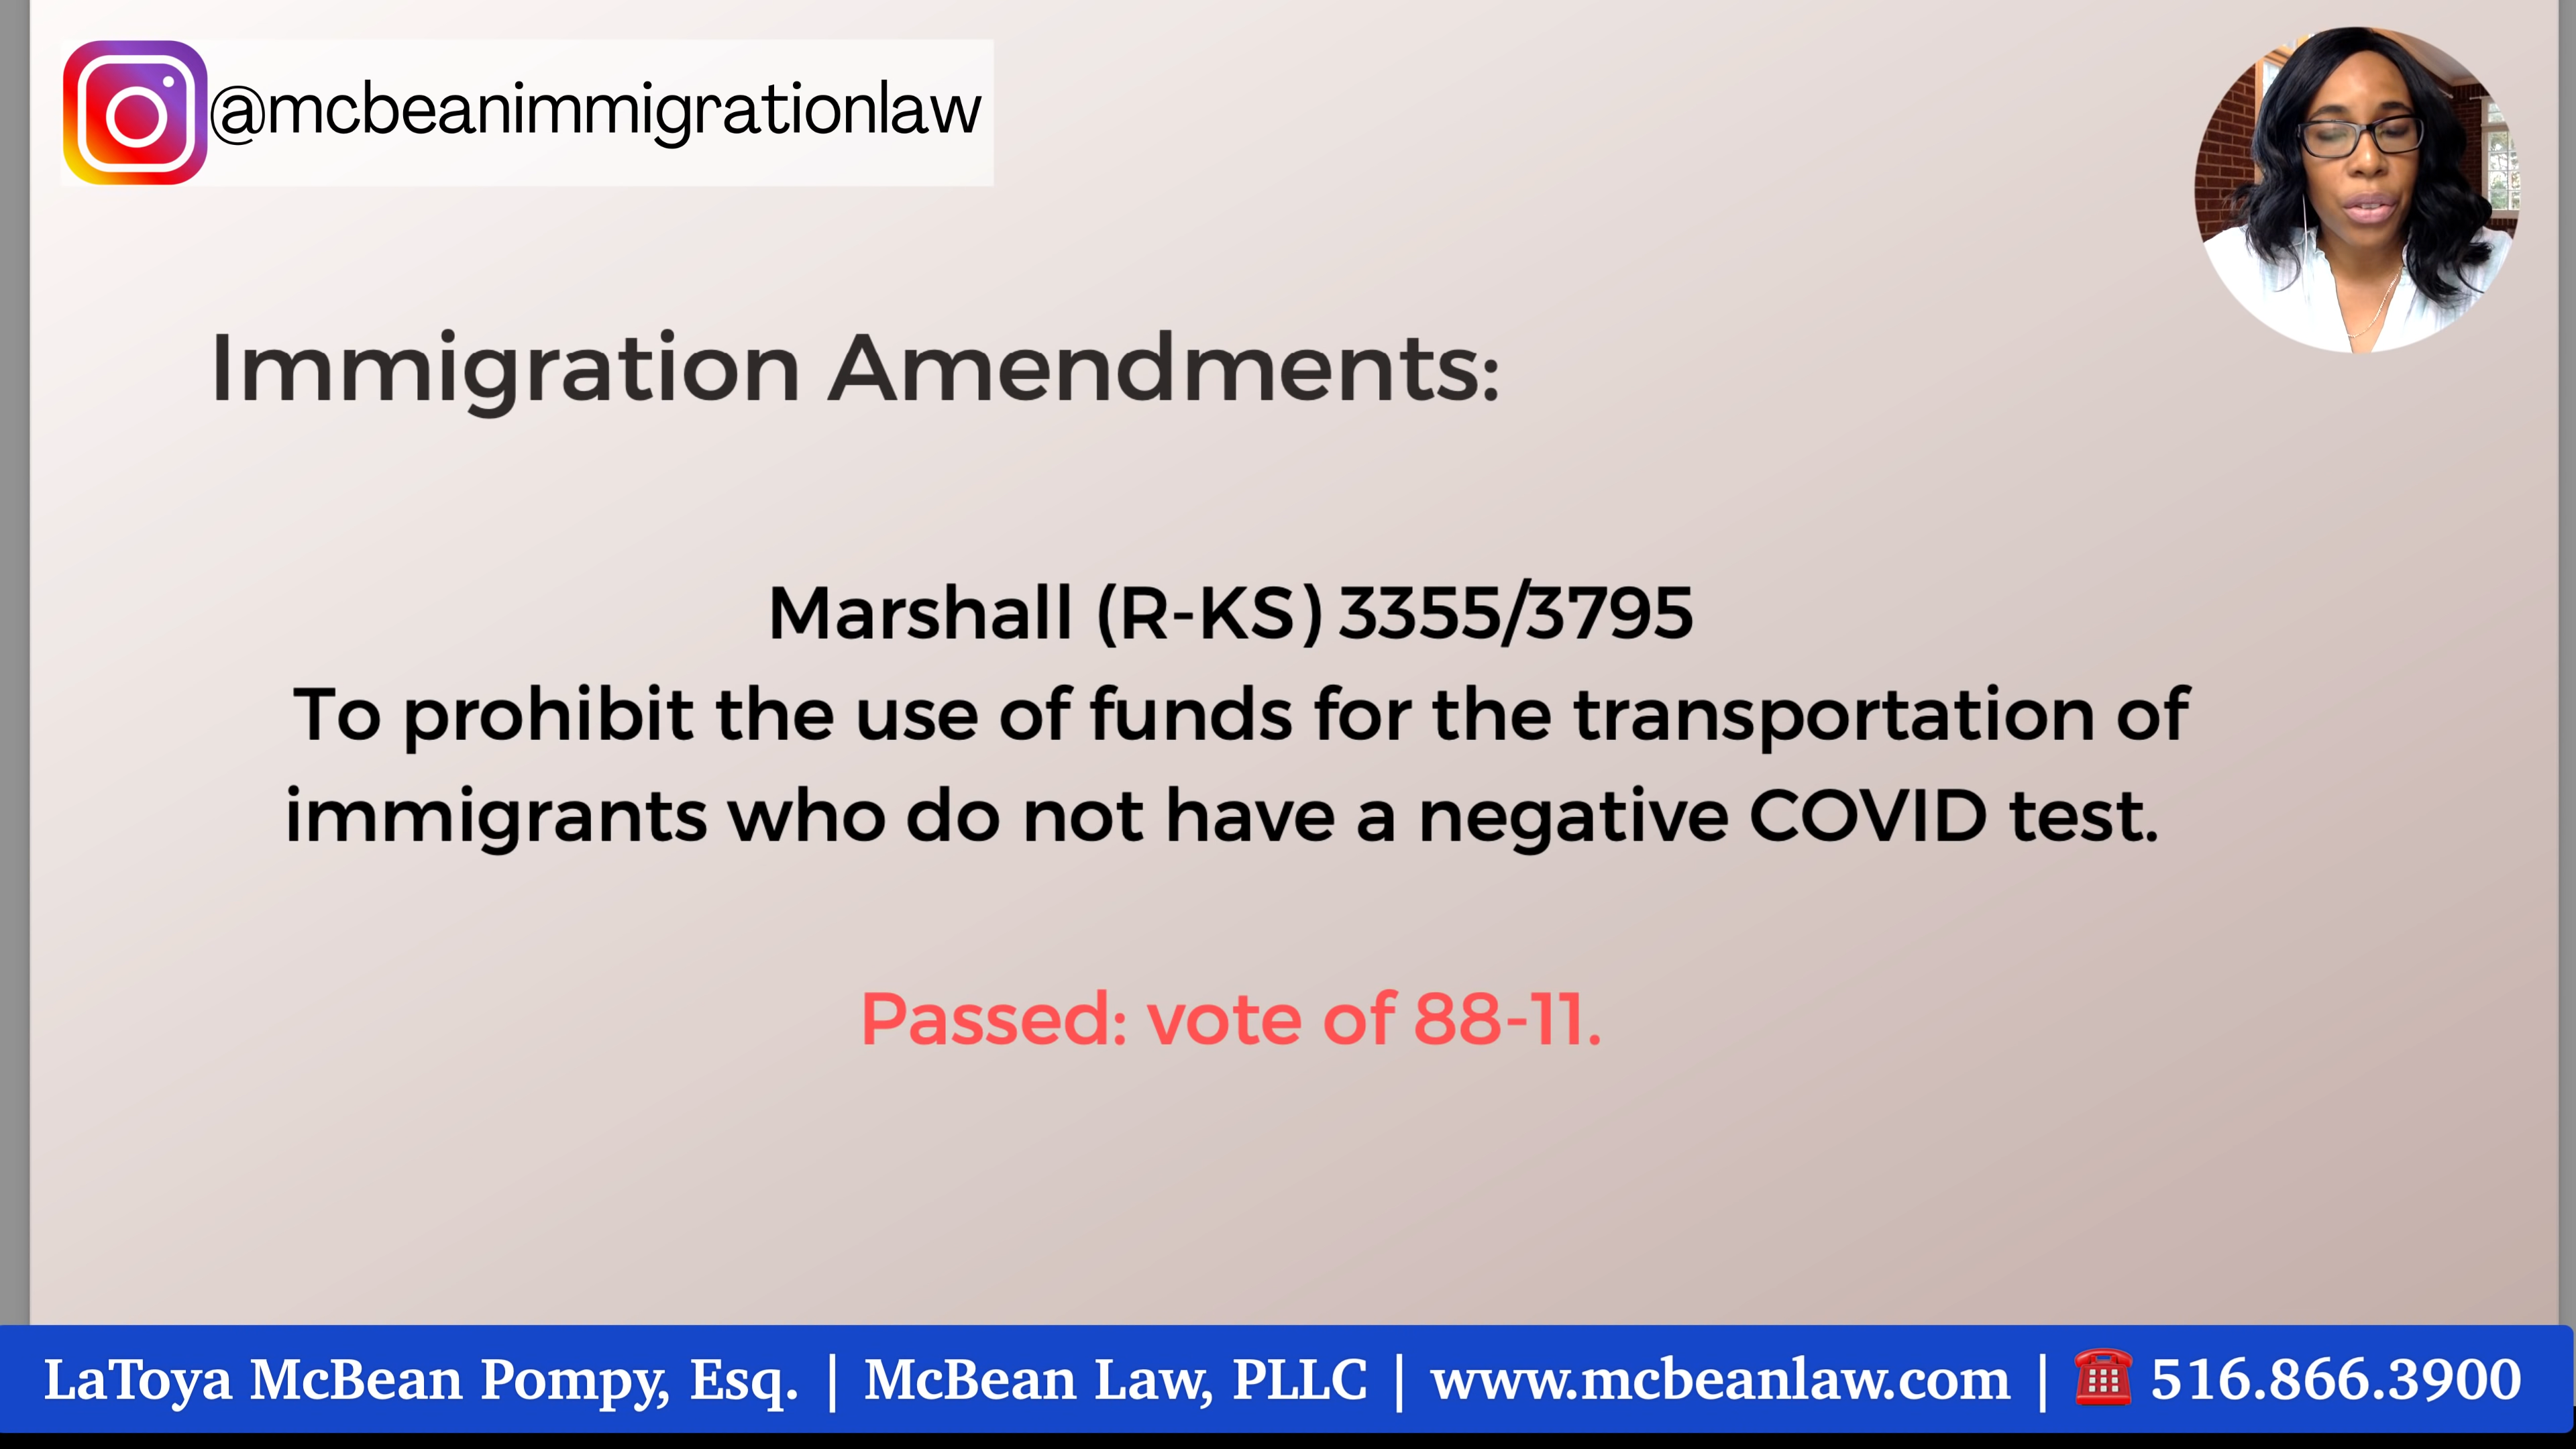 @mcbeanimmigrationlaw
Immigration Amendments:
Marshall (R-KS) 3355/3795
To prohibit the use of funds for the transportation of
immigrants who do not have a negative COVID test.
Passed: vote of 88-11.
LaToya McBean Pompy, Esq. | McBean Law, PLLC | www.mcbeanlaw.com | ☎️ 516.866.3900